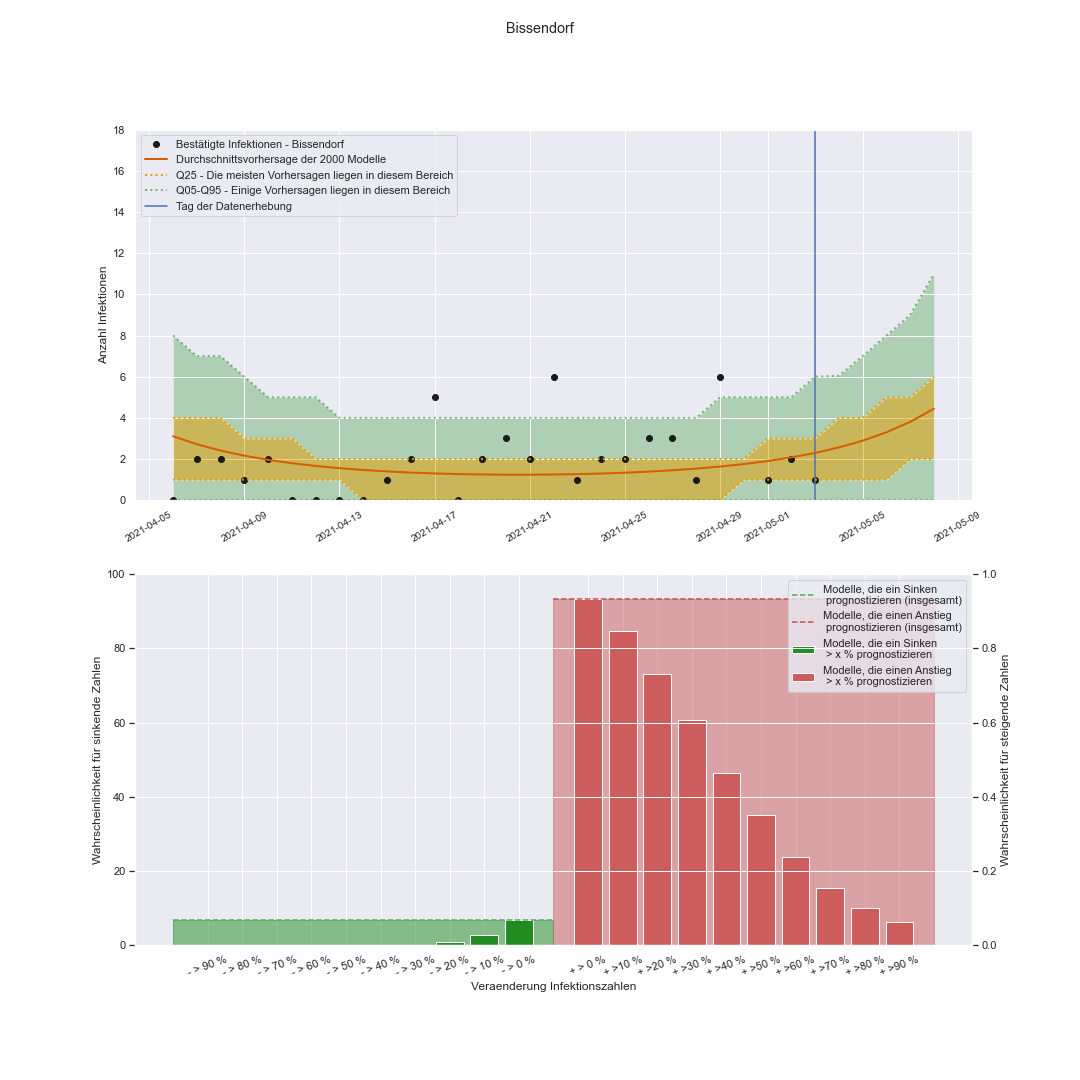 Bissendorf
18
16
14
12
10
8
6
4
2
0
Anzahl Infektionen
Bestätigte Infektionen - Bissendorf
Durchschnittsvorhersage der 2000 Modelle
Q25 - Die meisten Vorhersagen liegen in diesem Bereich
Q05-Q95 - Einige Vorhersagen liegen in diesem Bereich
Tag der Datenerhebung
2021-04-05
2021-04-09
2021-04-13
2021-04-17
2021-04-21
2021-04-25
2021-04-29
2021-05-01
2021-05-05
2021-05-09
100
80
60
40
20
0
Wahrscheinlichkeit für sinkende Zahlen
Modelle, die ein Sinken
prognostizieren (insgesamt)
Modelle, die einen Anstieg
prognostizieren (insgesamt)
Modelle, die ein Sinken
> x % prognostizieren
Modelle, die einen Anstieg
> x % prognostizieren
1.0
0.8
0.6
0.4
0.2
0.0
Wahrscheinlichkeit für steigende Zahlen
- > 90 %
- > 80 %
- > 70 %
- > 60 %
- > 50 %
- > 40 %
- > 30 %
- > 20 %
- > 10 %
- > 0 %
+ > 0 %
+ >10 %
+ >20 %
+ >30 %
+ >40 %
+ >50 %
+ >60 %
+ >70 %
+ >80 %
+ >90 %
Veraenderung Infektionszahlen